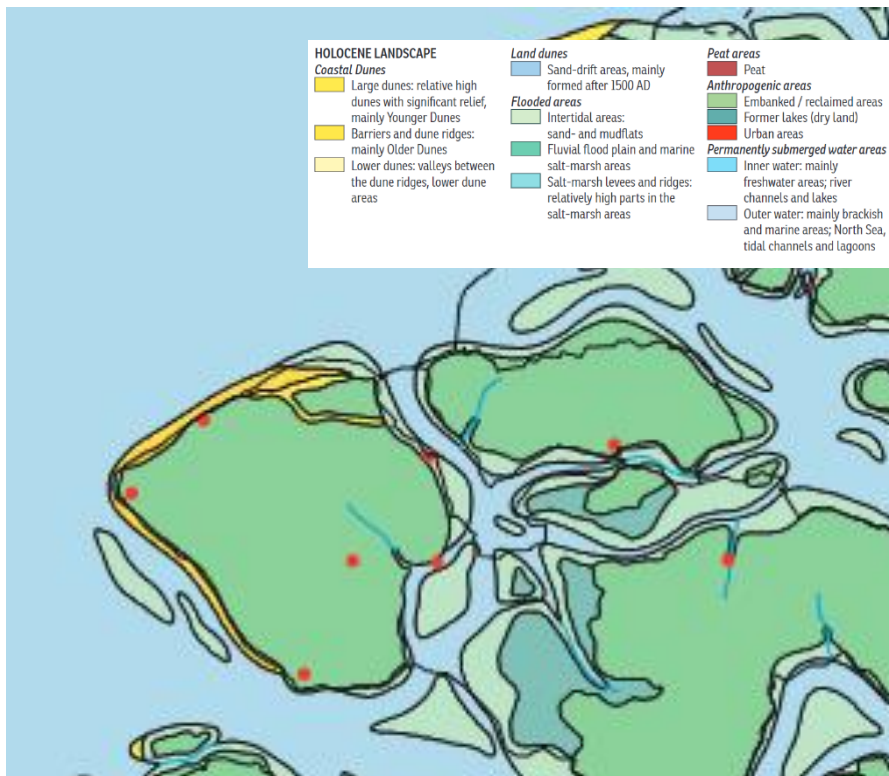 HOLOCENE LANDSCAPE
Coastal Dunes
Large dunes: relative high
dunes with significant relief,
mainly Younger Dunes
Barriers and dune ridges:
mainly Older Dunes
Lower dunes: valleys between
the dune ridges, lower dune
areas
Land dunes
Sand-drift areas, mainly
formed after 1500 AD
Flooded areas
Intertidal areas:
sand- and mudflats
Fluvial flood plain and marine
salt-marsh areas
Salt-marsh levees and ridges:
relatively high parts in the
salt-marsh areas
Peat areas
Peat
Anthropogenic areas
Embanked / reclaimed areas
Former lakes (dry land)
Urban areas
Permanently submerged water areas
Inner water: mainly
freshwater areas; river
channels and lakes
Outer water: mainly brackish
and marine areas; North Sea,
tidal channels and lagoons